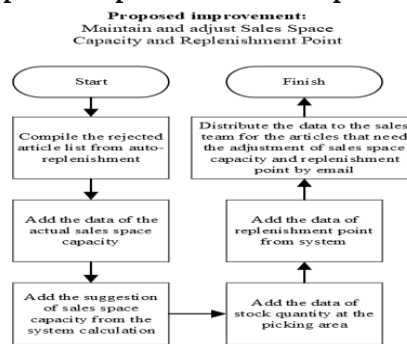 Proposed improvement:
Maintain and adjust Sales Space
Capacity and Replenishment Point
Start
Compile the rejected
article list from auto-
replenishment
Add the data of the
actual sales space
capacity
Add the suggestion
of sales space
capacity from the
system calculation
Add the data of
stock quantity at the
picking area
Add the data of
replenishment point
from system
Distribute the data to the sales
team for the articles that need
the adjustment of sales space
capacity and replenishment
point by email
Finish